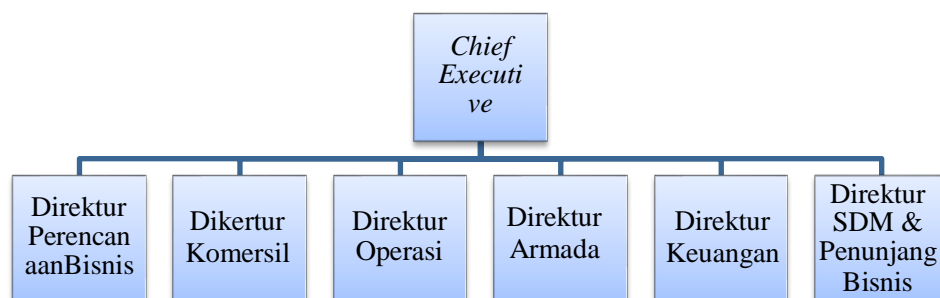 Chief
Executi
ve
Direktur
Perencan
aanBisnis
Dikertur
Komersil
Direktur
Operasi
Direktur
Armada
Direktur
Keuangan
Direktur
SDM &
Penunjang
Bisnis